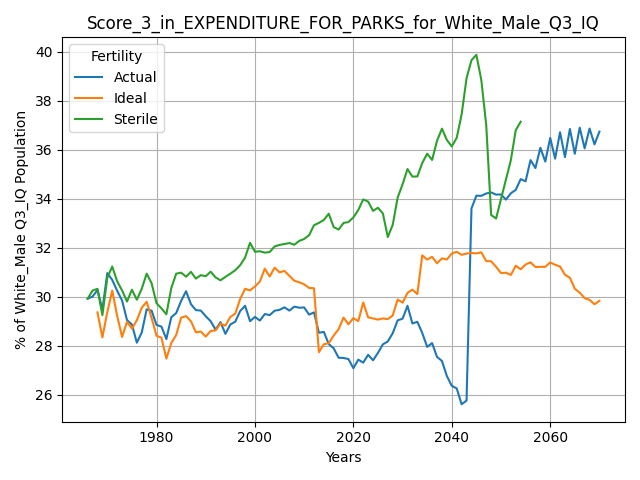 Score_3_in_EXPENDITURE_FOR_PARKS_for_White_Male_Q3_IQ
Fertility
Actual
Ideal
Sterile
% of White_Male Q3_IQ Population
40
38
36
34
32
30
28
26
1980
2000
2020
2040
2060
Years